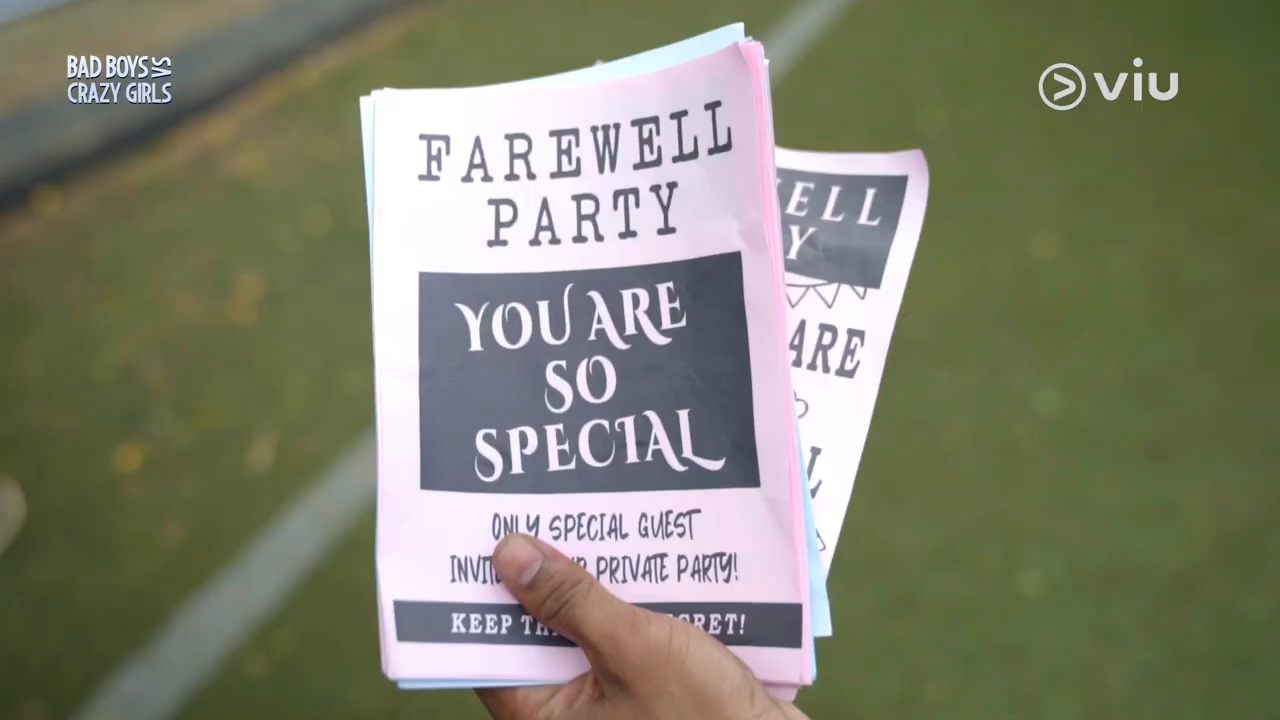 BAD BOYS VS
CRAZY GIRLS
viu
FAREWELL
PARTY
YOU ARE
SO
SPECIAL
ONLY SPECIAL GUEST
PRIVATE PARTY!
KEEP
ELL
Y
ARE
L